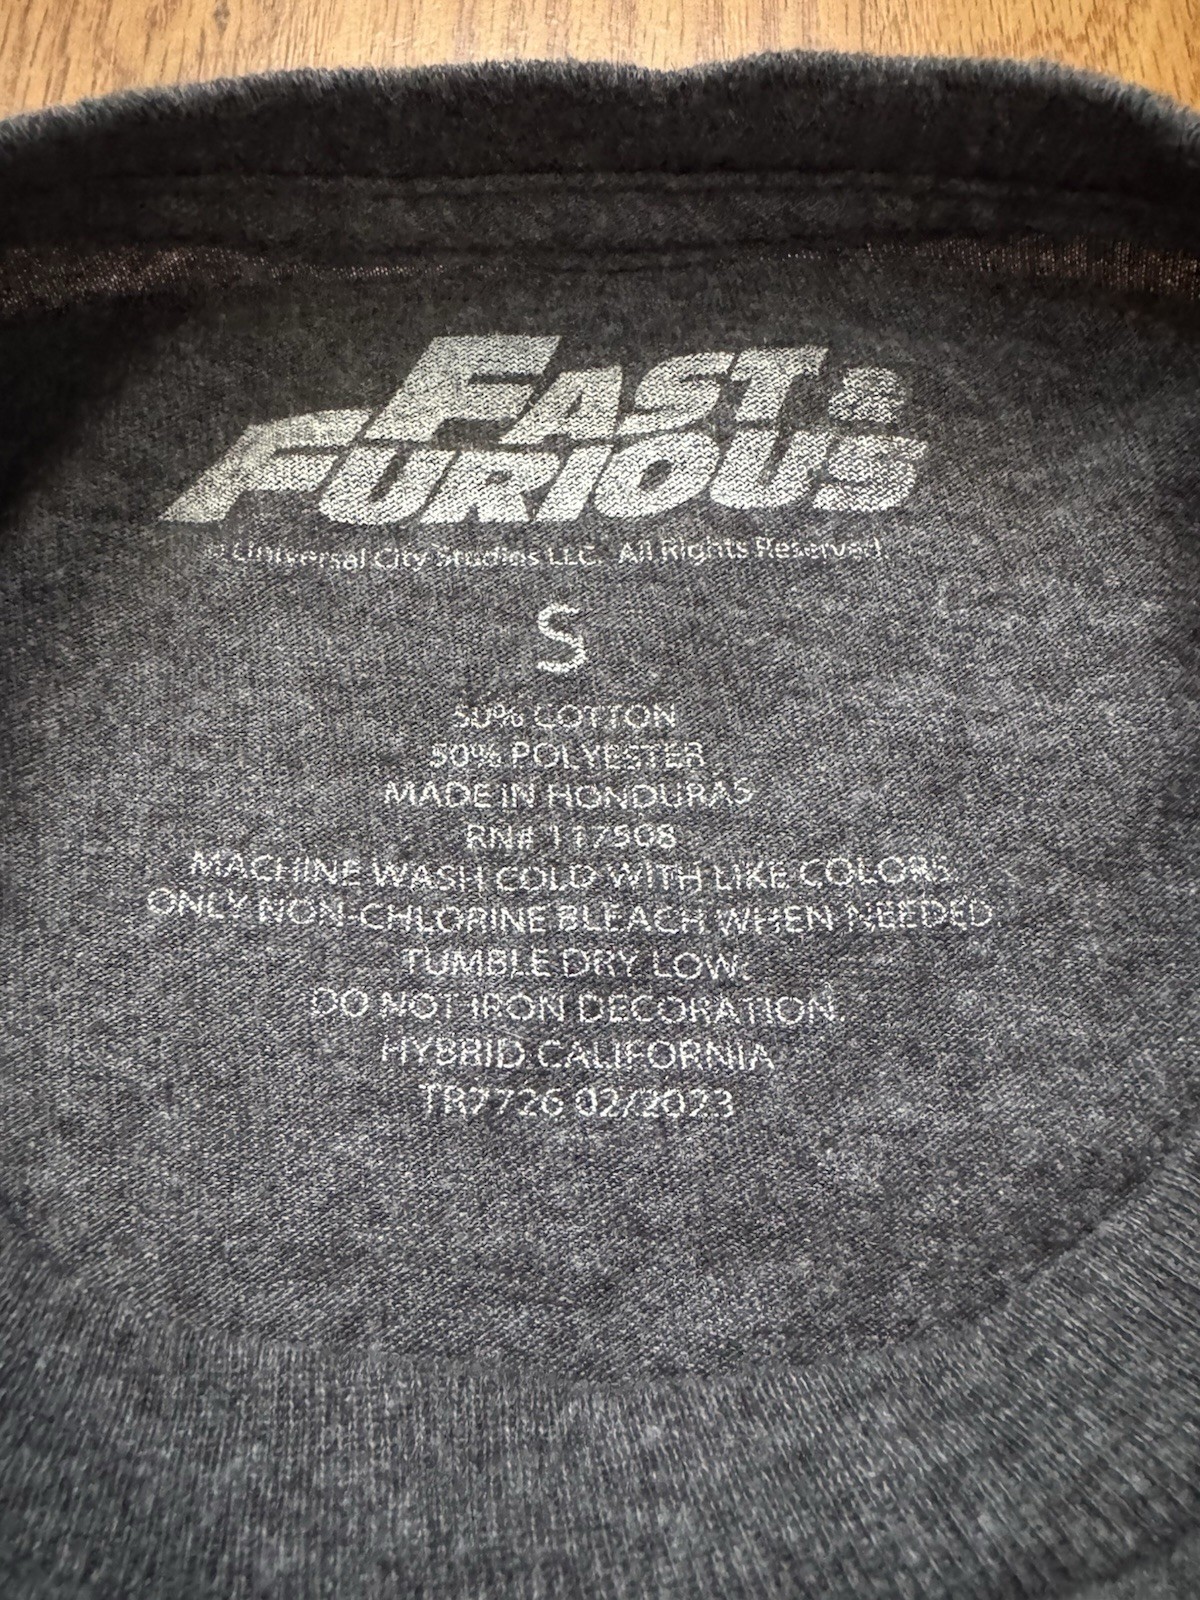 FAST &
FURIOUS
© Universal City Studios LLC. All Rights Reserved.
S
50% COTTON
50% POLYESTER
MADE IN HONDURAS
RN# 117508
MACHINE WASH COLD WITH LIKE COLORS.
ONLY NON-CHLORINE BLEACH WHEN NEEDED.
TUMBLE DRY LOW.
DO NOT IRON DECORATION.
HYBRID CALIFORNIA
TR7726 02/2023